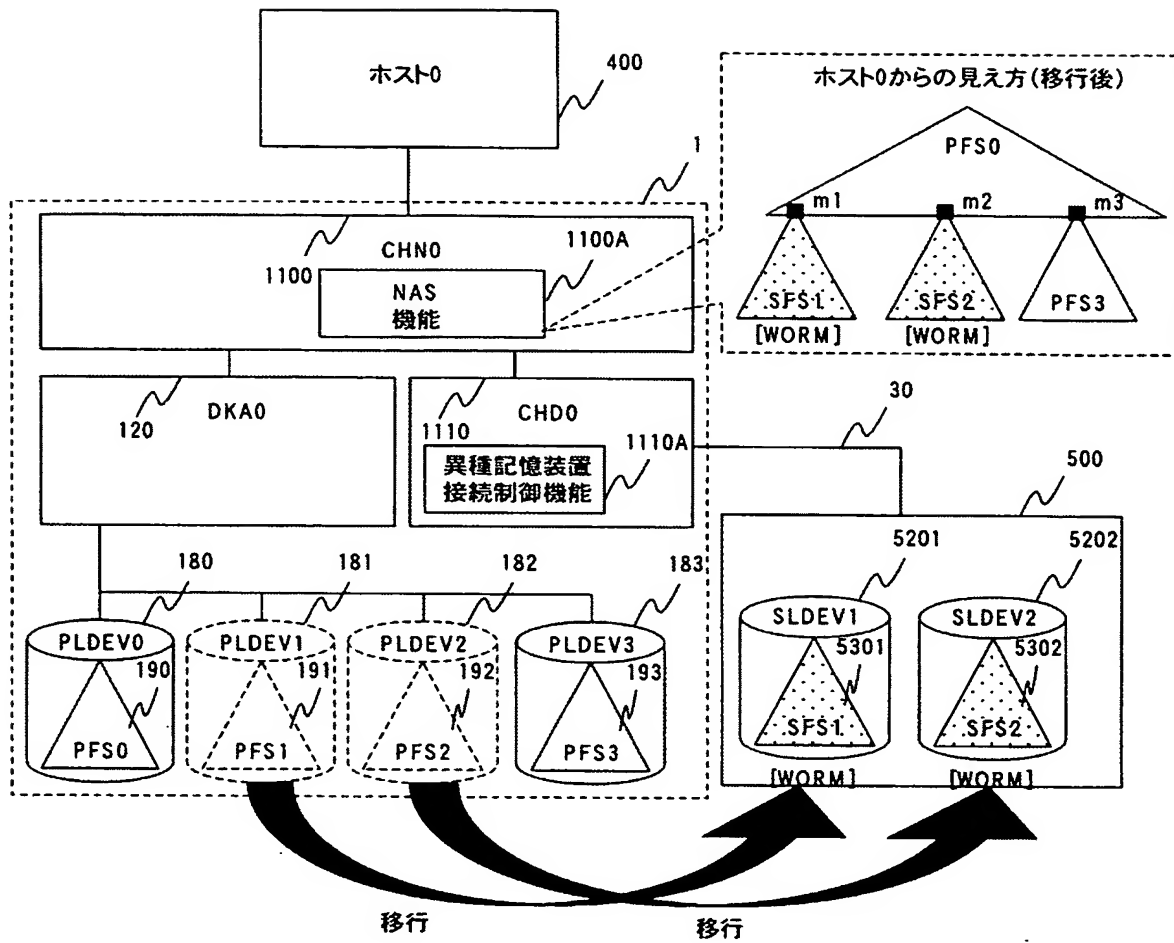 ホスト0
400
ホスト0からの見え方(移行後)
PFS0
m1
m2
m3
SFS1
SFS2
PFS3
[WORM]
[WORM]
1
CHN0
1100
1100A
NAS
機能
DKA0
120
CHD0
1110
1110A
異種記憶装置
接続制御機能
30
500
180
181
182
183
PLDEV0
PLDEV1
PLDEV2
PLDEV3
190
191
192
193
PFS0
PFS1
PFS2
PFS3
5201
5202
SLDEV1
SLDEV2
5301
5302
SFS1
SFS2
[WORM]
[WORM]
移行
移行